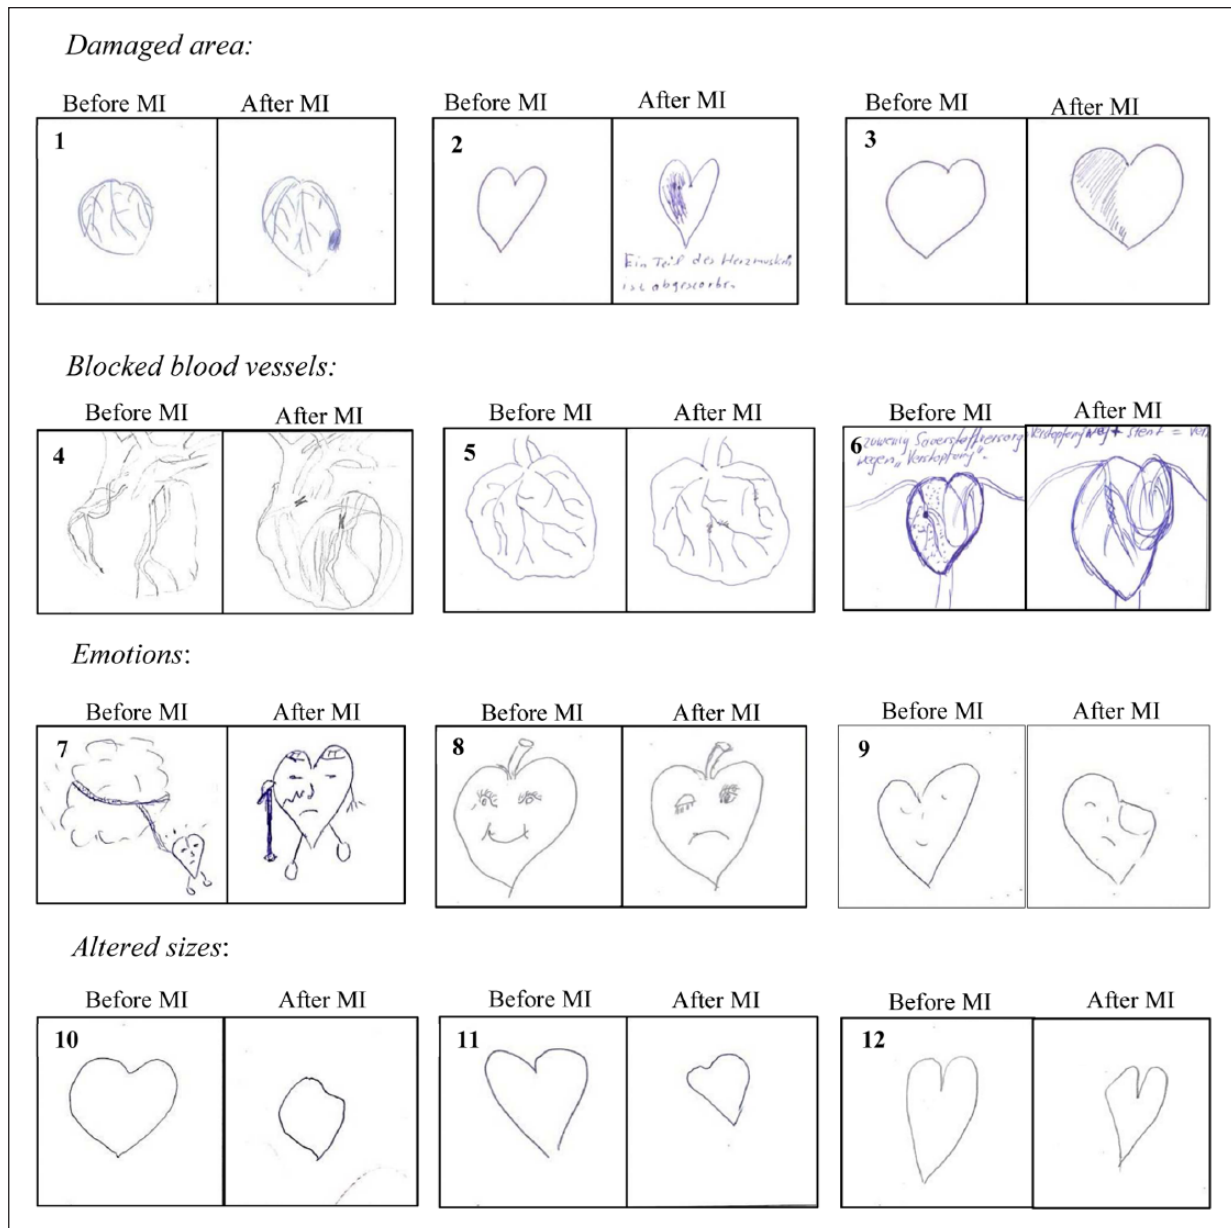 Damaged area:
Before MI After MI Before MI After MI Before MI After MI
1 2 3
Ein Teil des Herzmuskels
ist abgestorben
Blocked blood vessels:
Before MI After MI Before MI After MI Before MI After MI
4 5 6
zuwenig Sauerstoffversorg
wegen „Verstopfung".
Verstopfung weg + Stent =
Emotions:
Before MI After MI Before MI After MI Before MI After MI
7 8 9
Altered sizes:
Before MI After MI Before MI After MI Before MI After MI
10 11 12